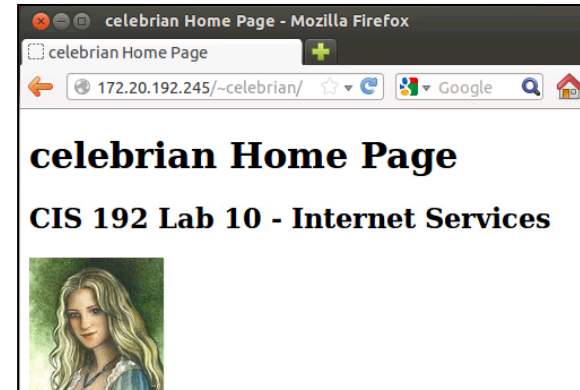 celebrian Home Page - Mozilla Firefox
celebrian Home Page
172.20.192.245/~celebrian/ Google
celebrian Home Page
CIS 192 Lab 10 - Internet Services